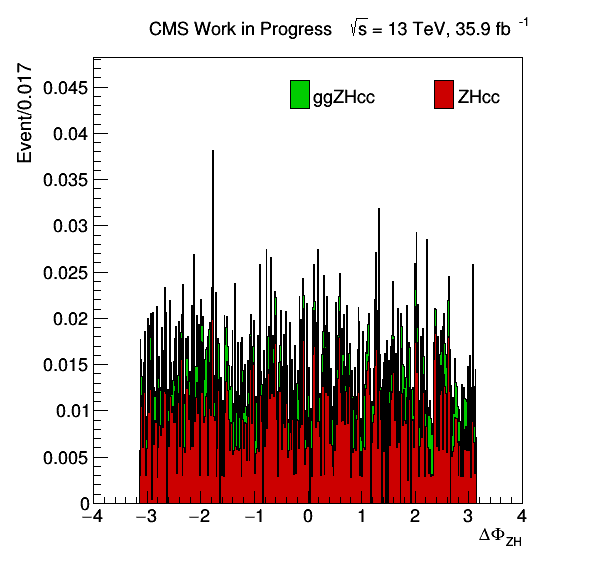 CMS Work in Progress √s = 13 TeV, 35.9 fb⁻¹
Event/0.017
ggZHcc ZHcc
0.045
0.04
0.035
0.03
0.025
0.02
0.015
0.01
0.005
0
−4 −3 −2 −1 0 1 2 3 4
ΔΦ_ZH